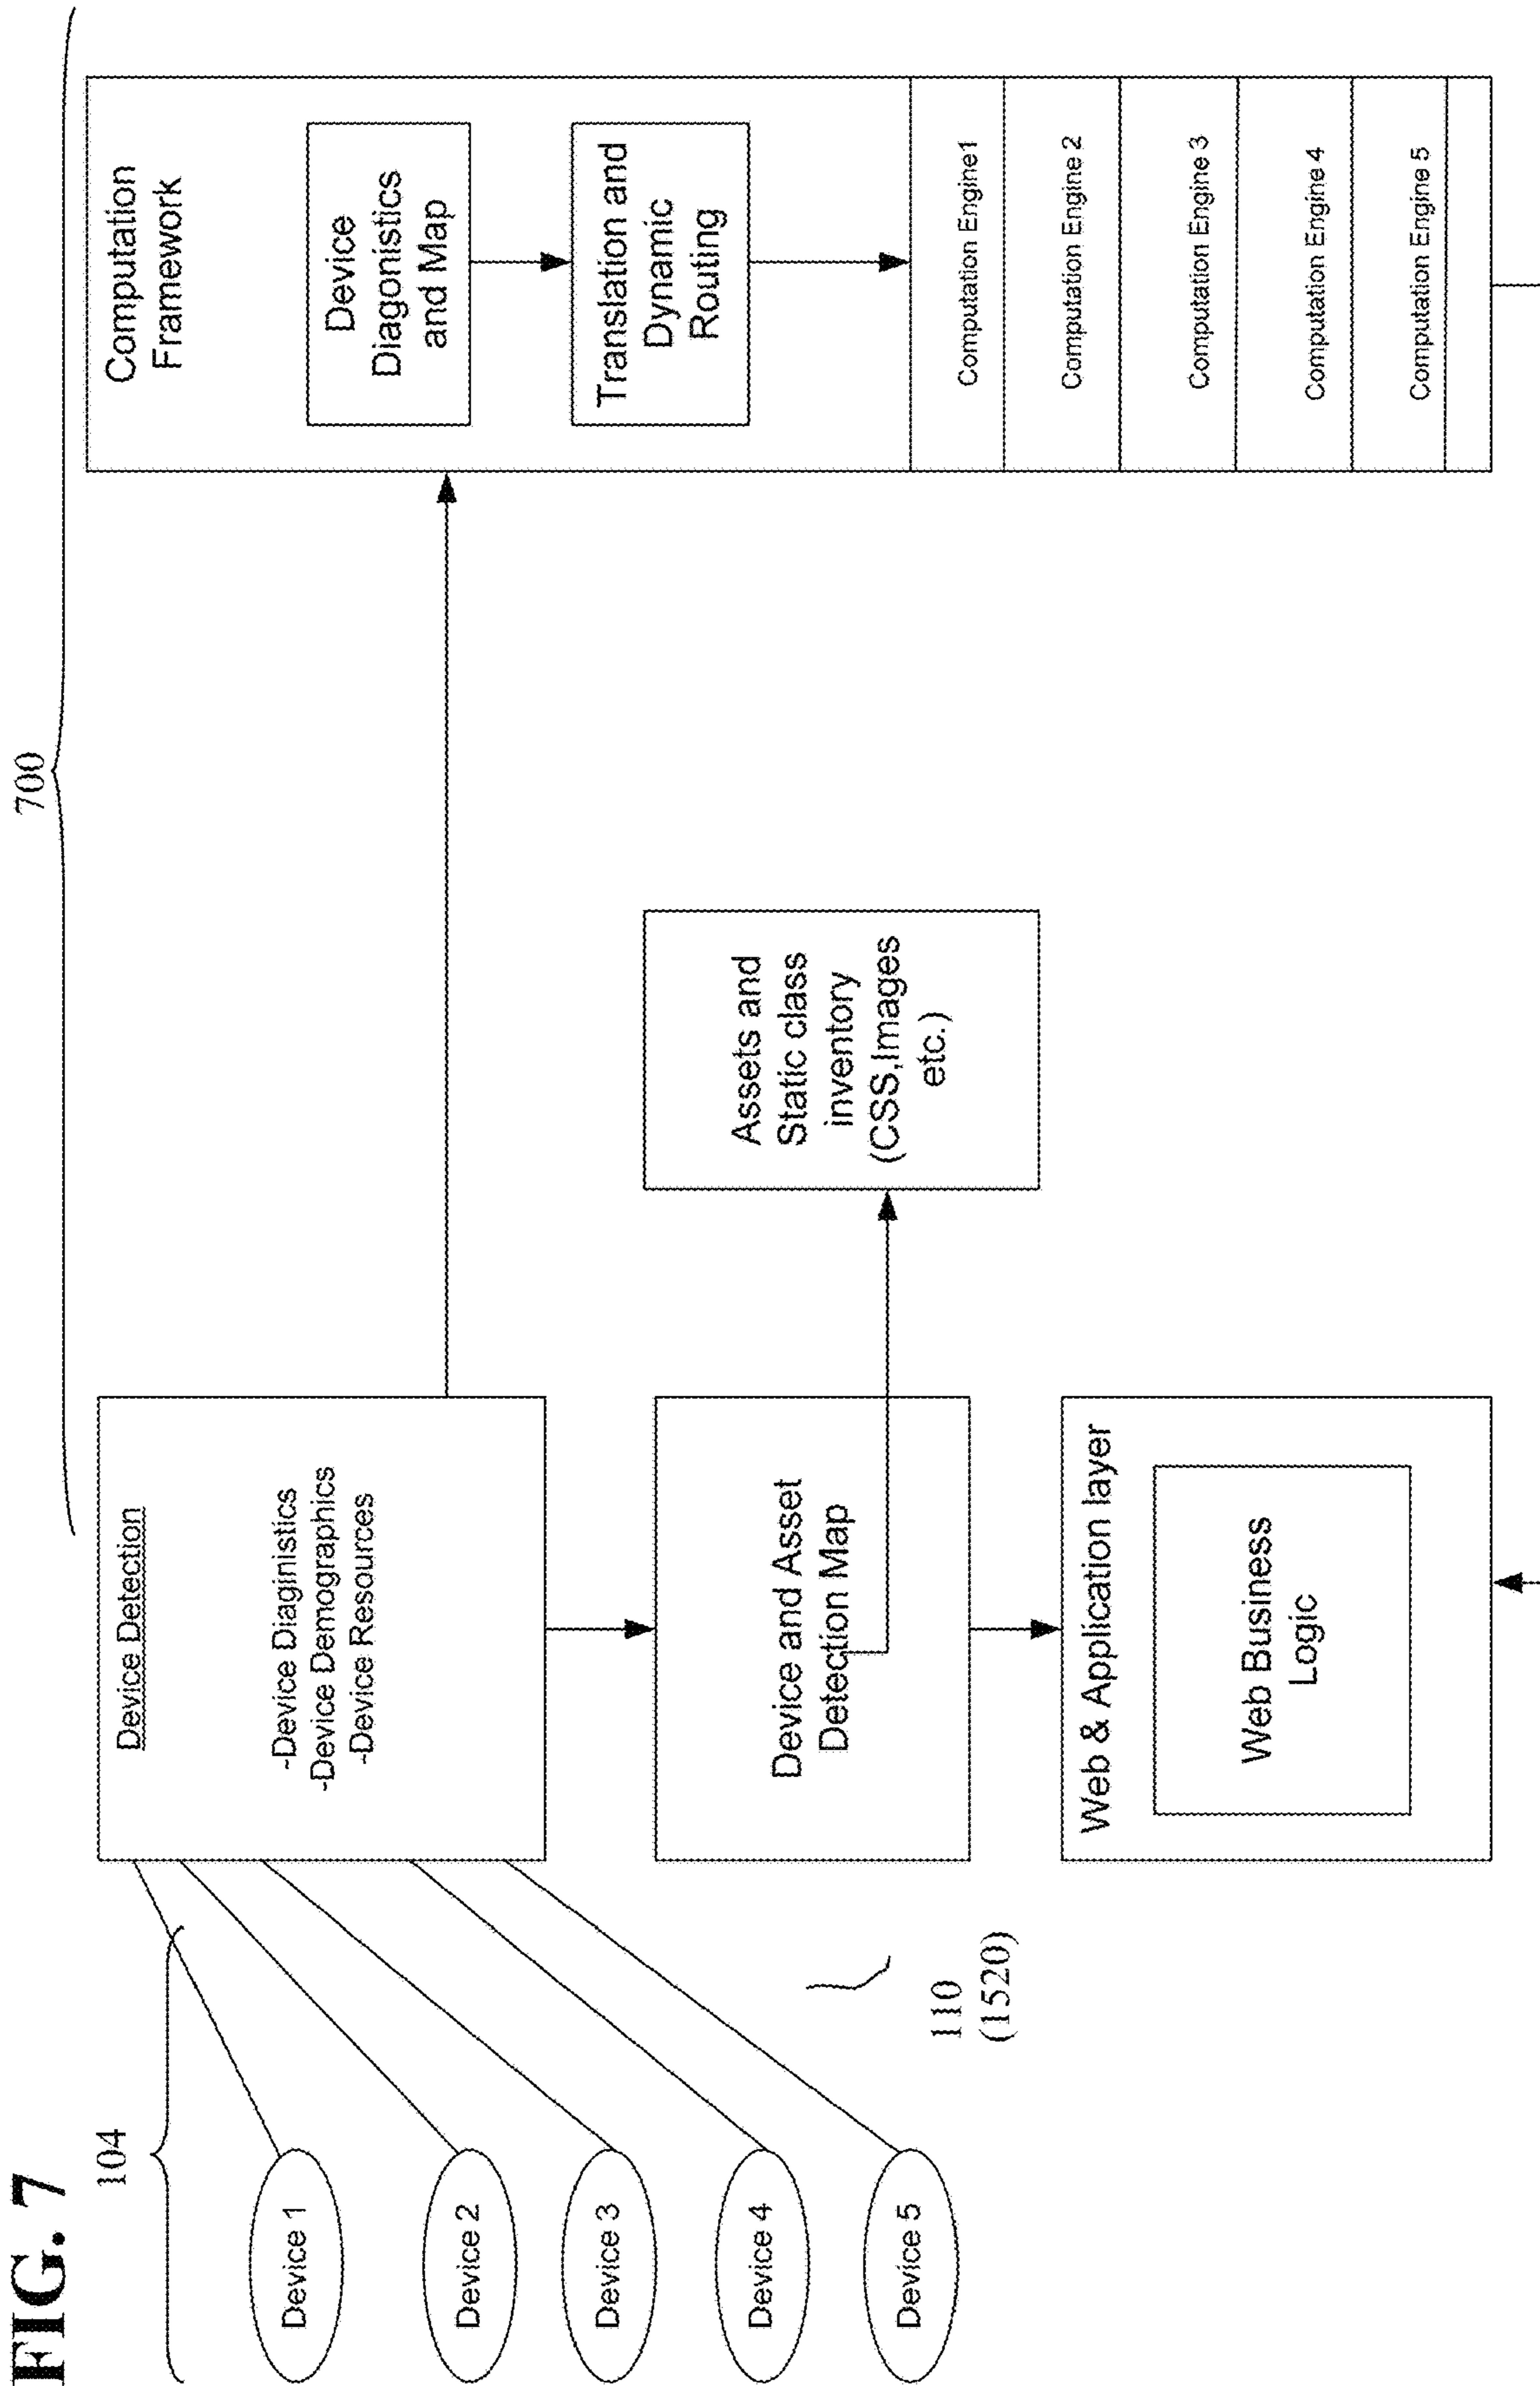 FIG. 7
104
700
Device 1
Device 2
Device 3
Device 4
Device 5
110
(1520)
Device Detection
-Device Diaginistics
-Device Demographics
-Device Resources
Device and Asset
Detection Map
Web & Application layer
Web Business
Logic
Assets and
Static class
inventory
(CSS,Images
etc.)
Computation
Framework
Device
Diagonistics
and Map
Translation and
Dynamic
Routing
Computation Engine1
Computation Engine 2
Computation Engine 3
Computation Engine 4
Computation Engine 5